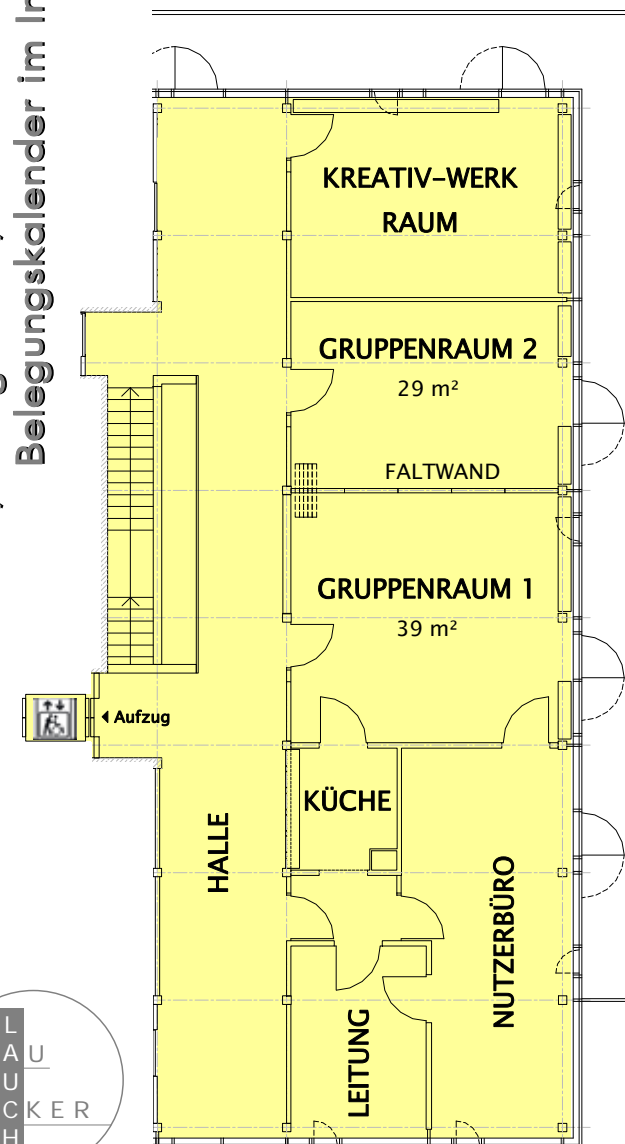 Belegungskalender im
KREATIV–WERK
RAUM
GRUPPENRAUM 2
29 m²
FALTWAND
GRUPPENRAUM 1
39 m²
Aufzug
KÜCHE
HALLE
NUTZERBÜRO
LEITUNG
L
A U
U
C K E R
H